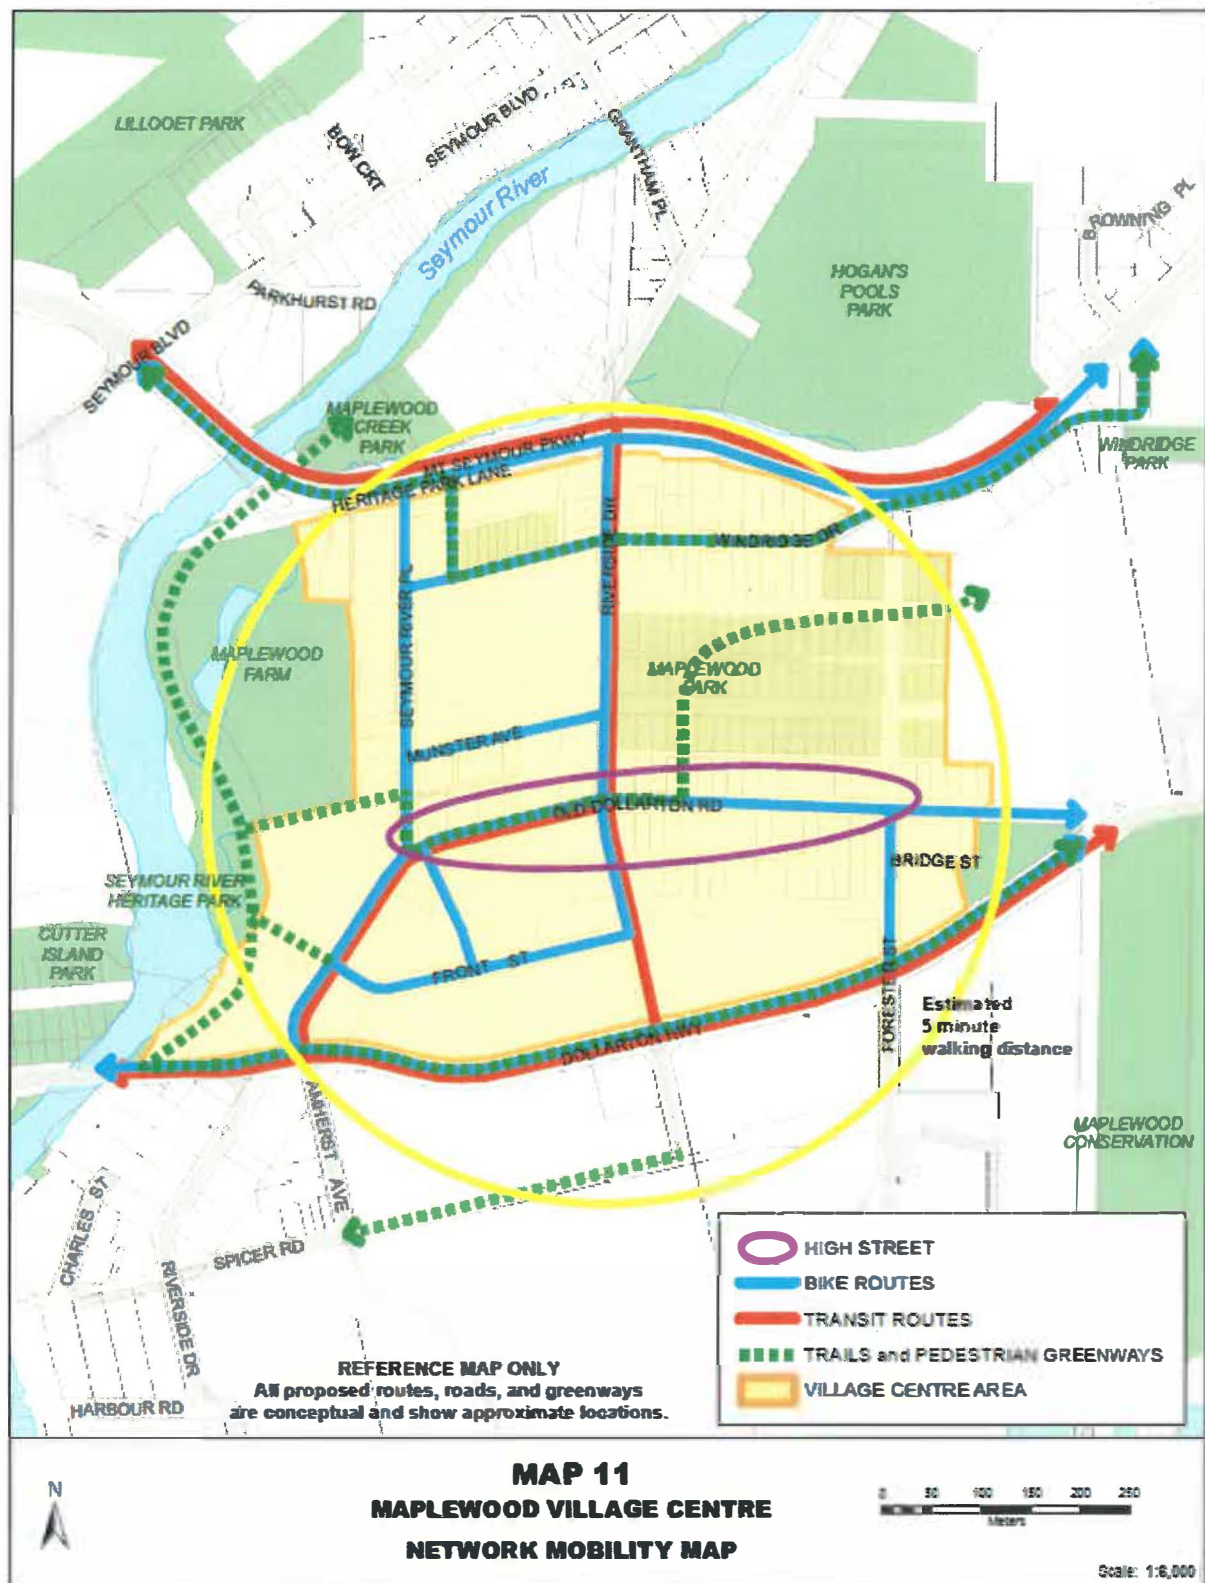 LILLOOET PARK
BOW CRT
SEYMOUR BLVD
GRANTHAM PL
Seymour River
BROWNING PL
HOGAN'S
POOLS
PARK
PARKHURST RD
SEYMOUR BLVD
MAPLEWOOD
CREEK
PARK
MT SEYMOUR PKWY
HERITAGE PARK LANE
WINDRIDGE
PARK
RIVERSIDE DR
WINDRIDGE DR
SEYMOUR RIVER PL
MAPLEWOOD
FARM
MAPLEWOOD
PARK
MUNSTER AVE
OLD DOLLARTON RD
BRIDGE ST
SEYMOUR RIVER
HERITAGE PARK
CUTTER
ISLAND
PARK
FRONT ST
FORESTER ST
Estimated
5 minute
walking distance
DOLLARTON HWY
AMHERST AVE
MAPLEWOOD
CONSERVATION
CHARLES ST
SPICER RD
RIVERSIDE DR
HARBOUR RD
HIGH STREET
BIKE ROUTES
TRANSIT ROUTES
TRAILS and PEDESTRIAN GREENWAYS
VILLAGE CENTRE AREA
REFERENCE MAP ONLY
All proposed routes, roads, and greenways
are conceptual and show approximate locations.
N
MAP 11
MAPLEWOOD VILLAGE CENTRE
NETWORK MOBILITY MAP
0 50 100 150 200 250
Meters
Scale: 1:6,000